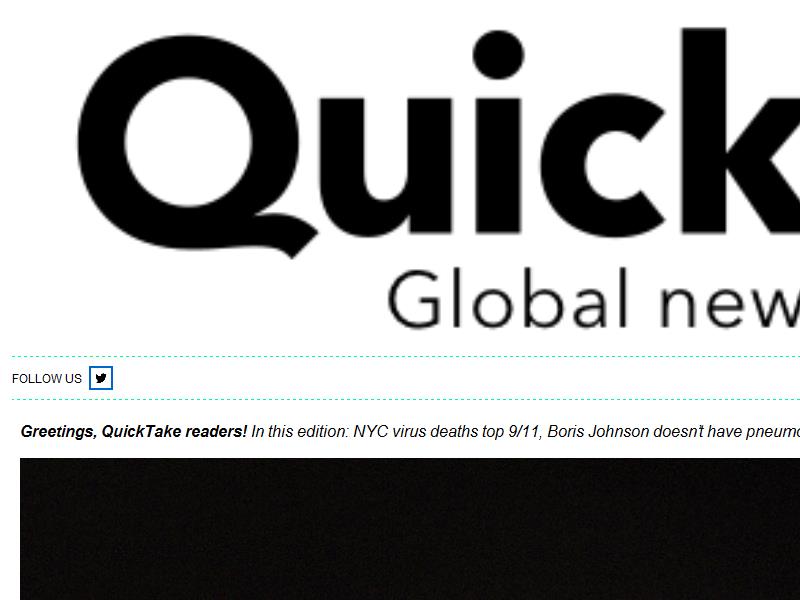 Quick
Global new
FOLLOW US
Greetings, QuickTake readers! In this edition: NYC virus deaths top 9/11, Boris Johnson doesn't have pneumo